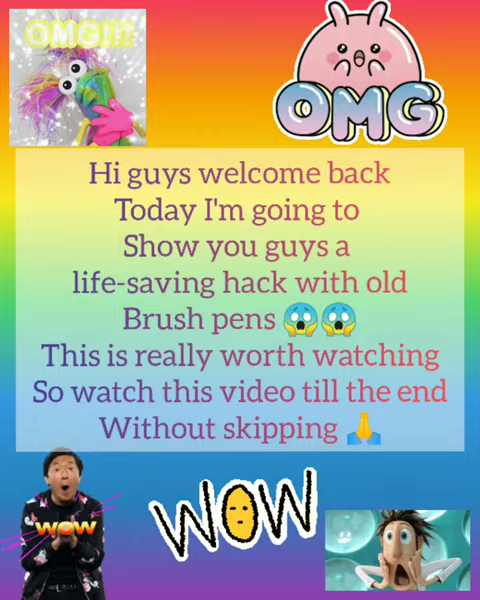 OMG!!!
OMG
Hi guys welcome back
Today I'm going to
Show you guys a
life-saving hack with old
Brush pens 😱😱
This is really worth watching
So watch this video till the end
Without skipping 🙏
WOW
WOW